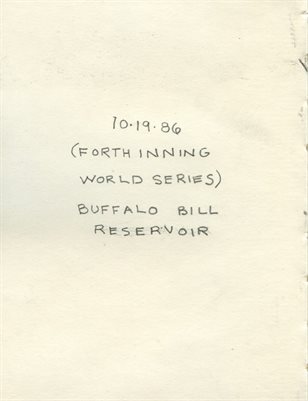 10·19·86
(FORTH INNING
WORLD SERIES)
BUFFALO BILL
RESERVOIR